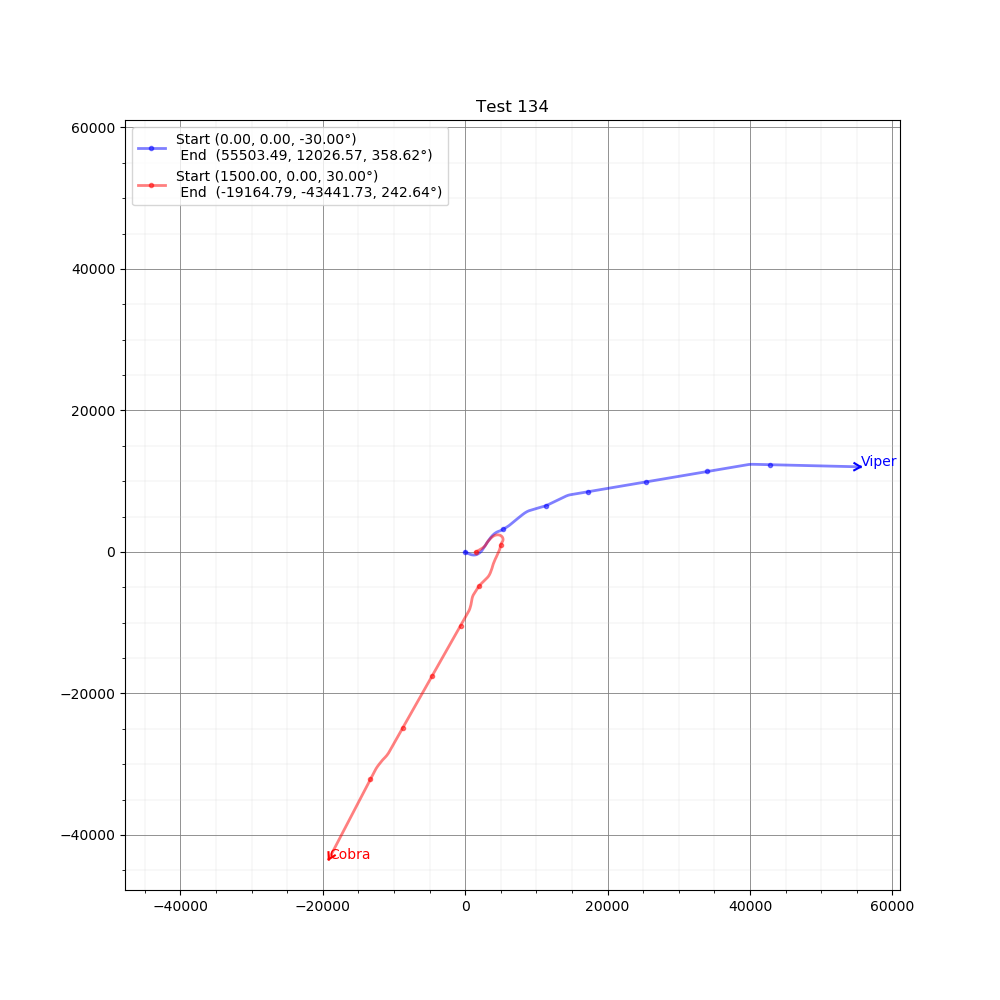 Test 134
Start (0.00, 0.00, -30.00°)
End (55503.49, 12026.57, 358.62°)
Start (1500.00, 0.00, 30.00°)
End (-19164.79, -43441.73, 242.64°)
60000
40000
20000
0
−20000
−40000
Viper
Cobra
−40000
−20000
0
20000
40000
60000